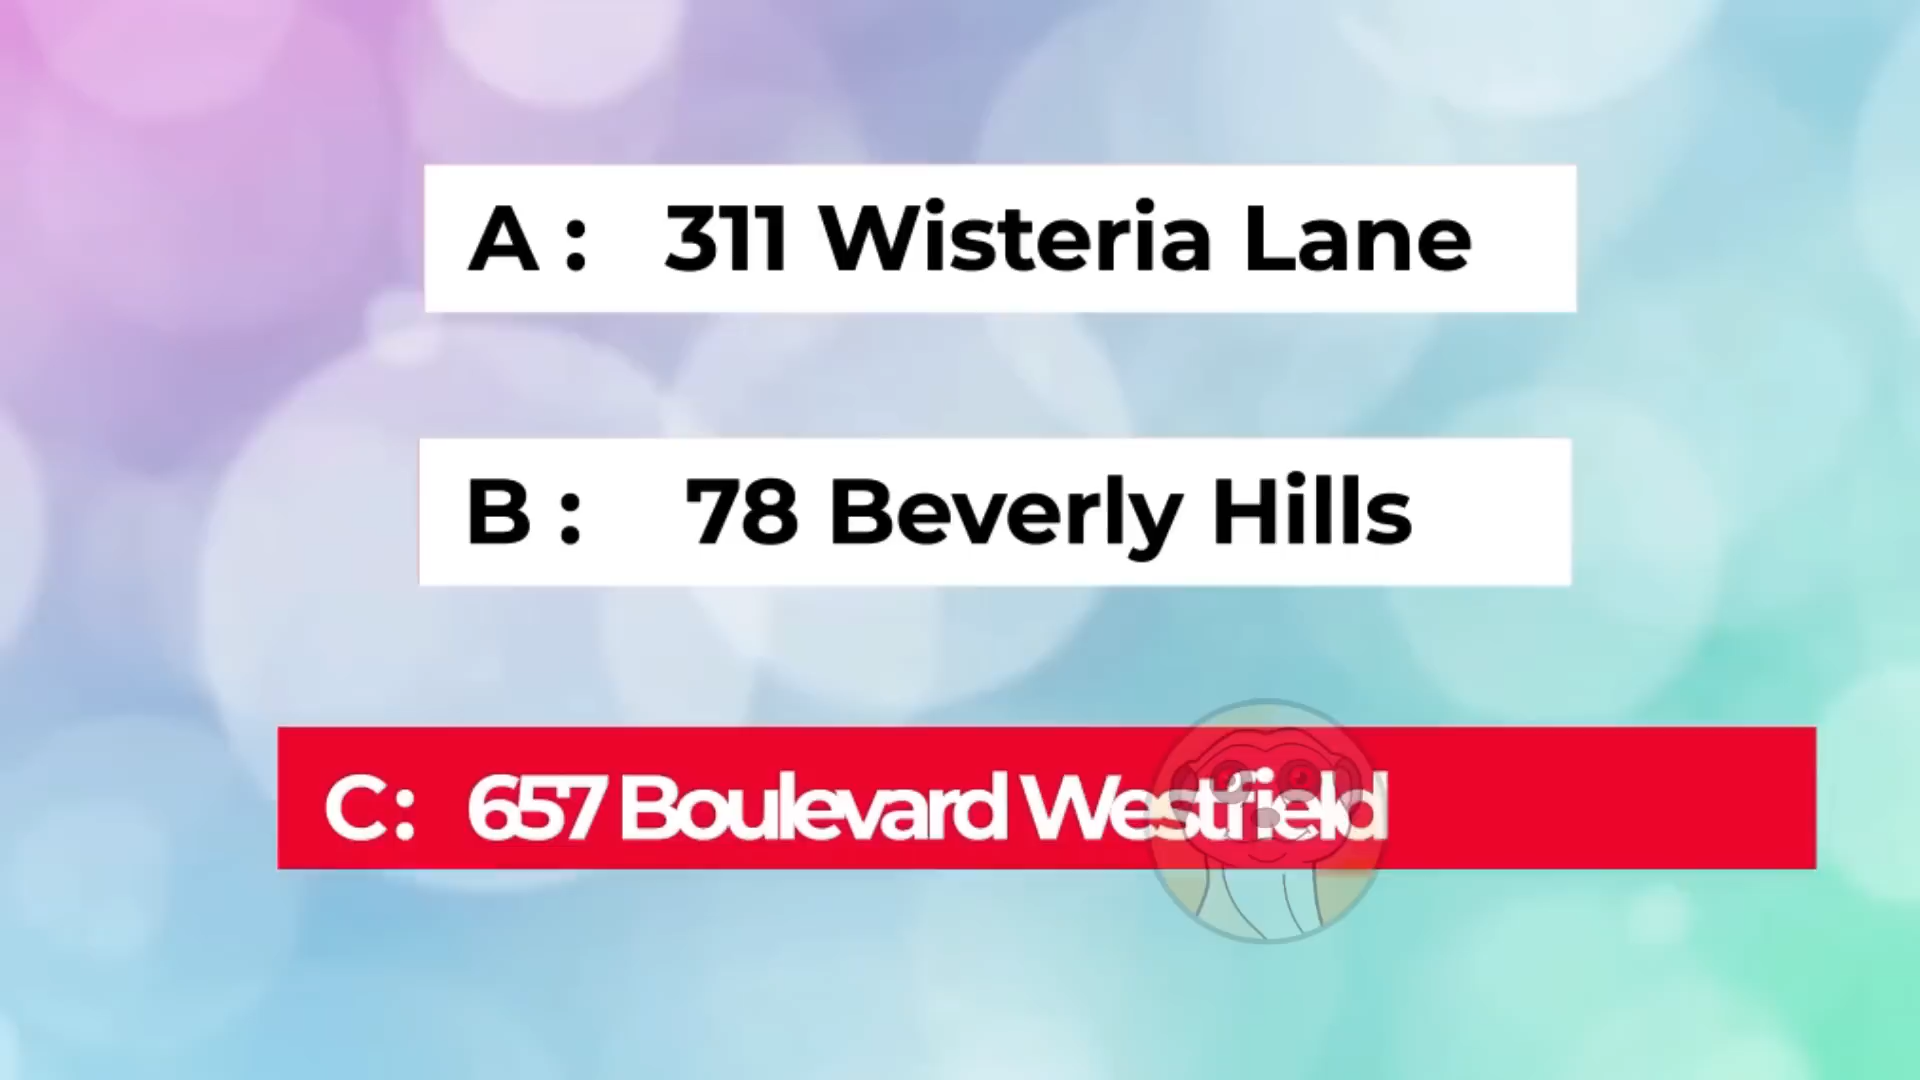 A : 311 Wisteria Lane
B : 78 Beverly Hills
C : 657 Boulevard Westfield